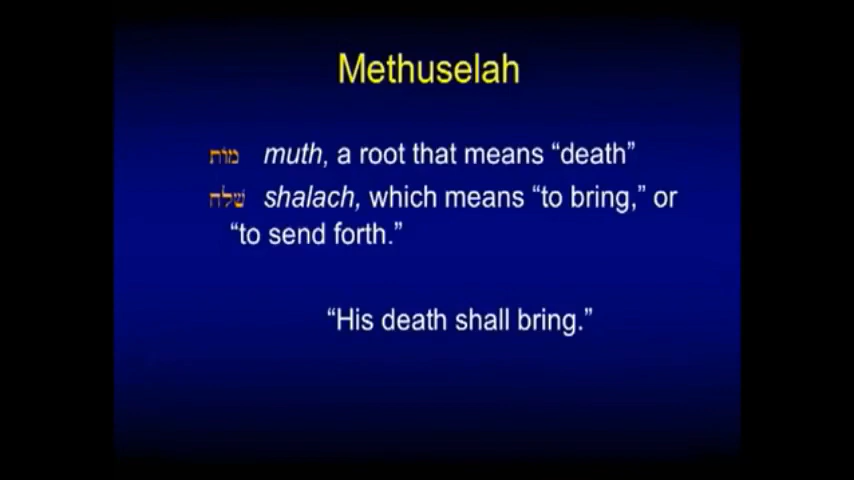 Methuselah
מות muth, a root that means “death”
שלח shalach, which means “to bring,” or
“to send forth.”
“His death shall bring.”